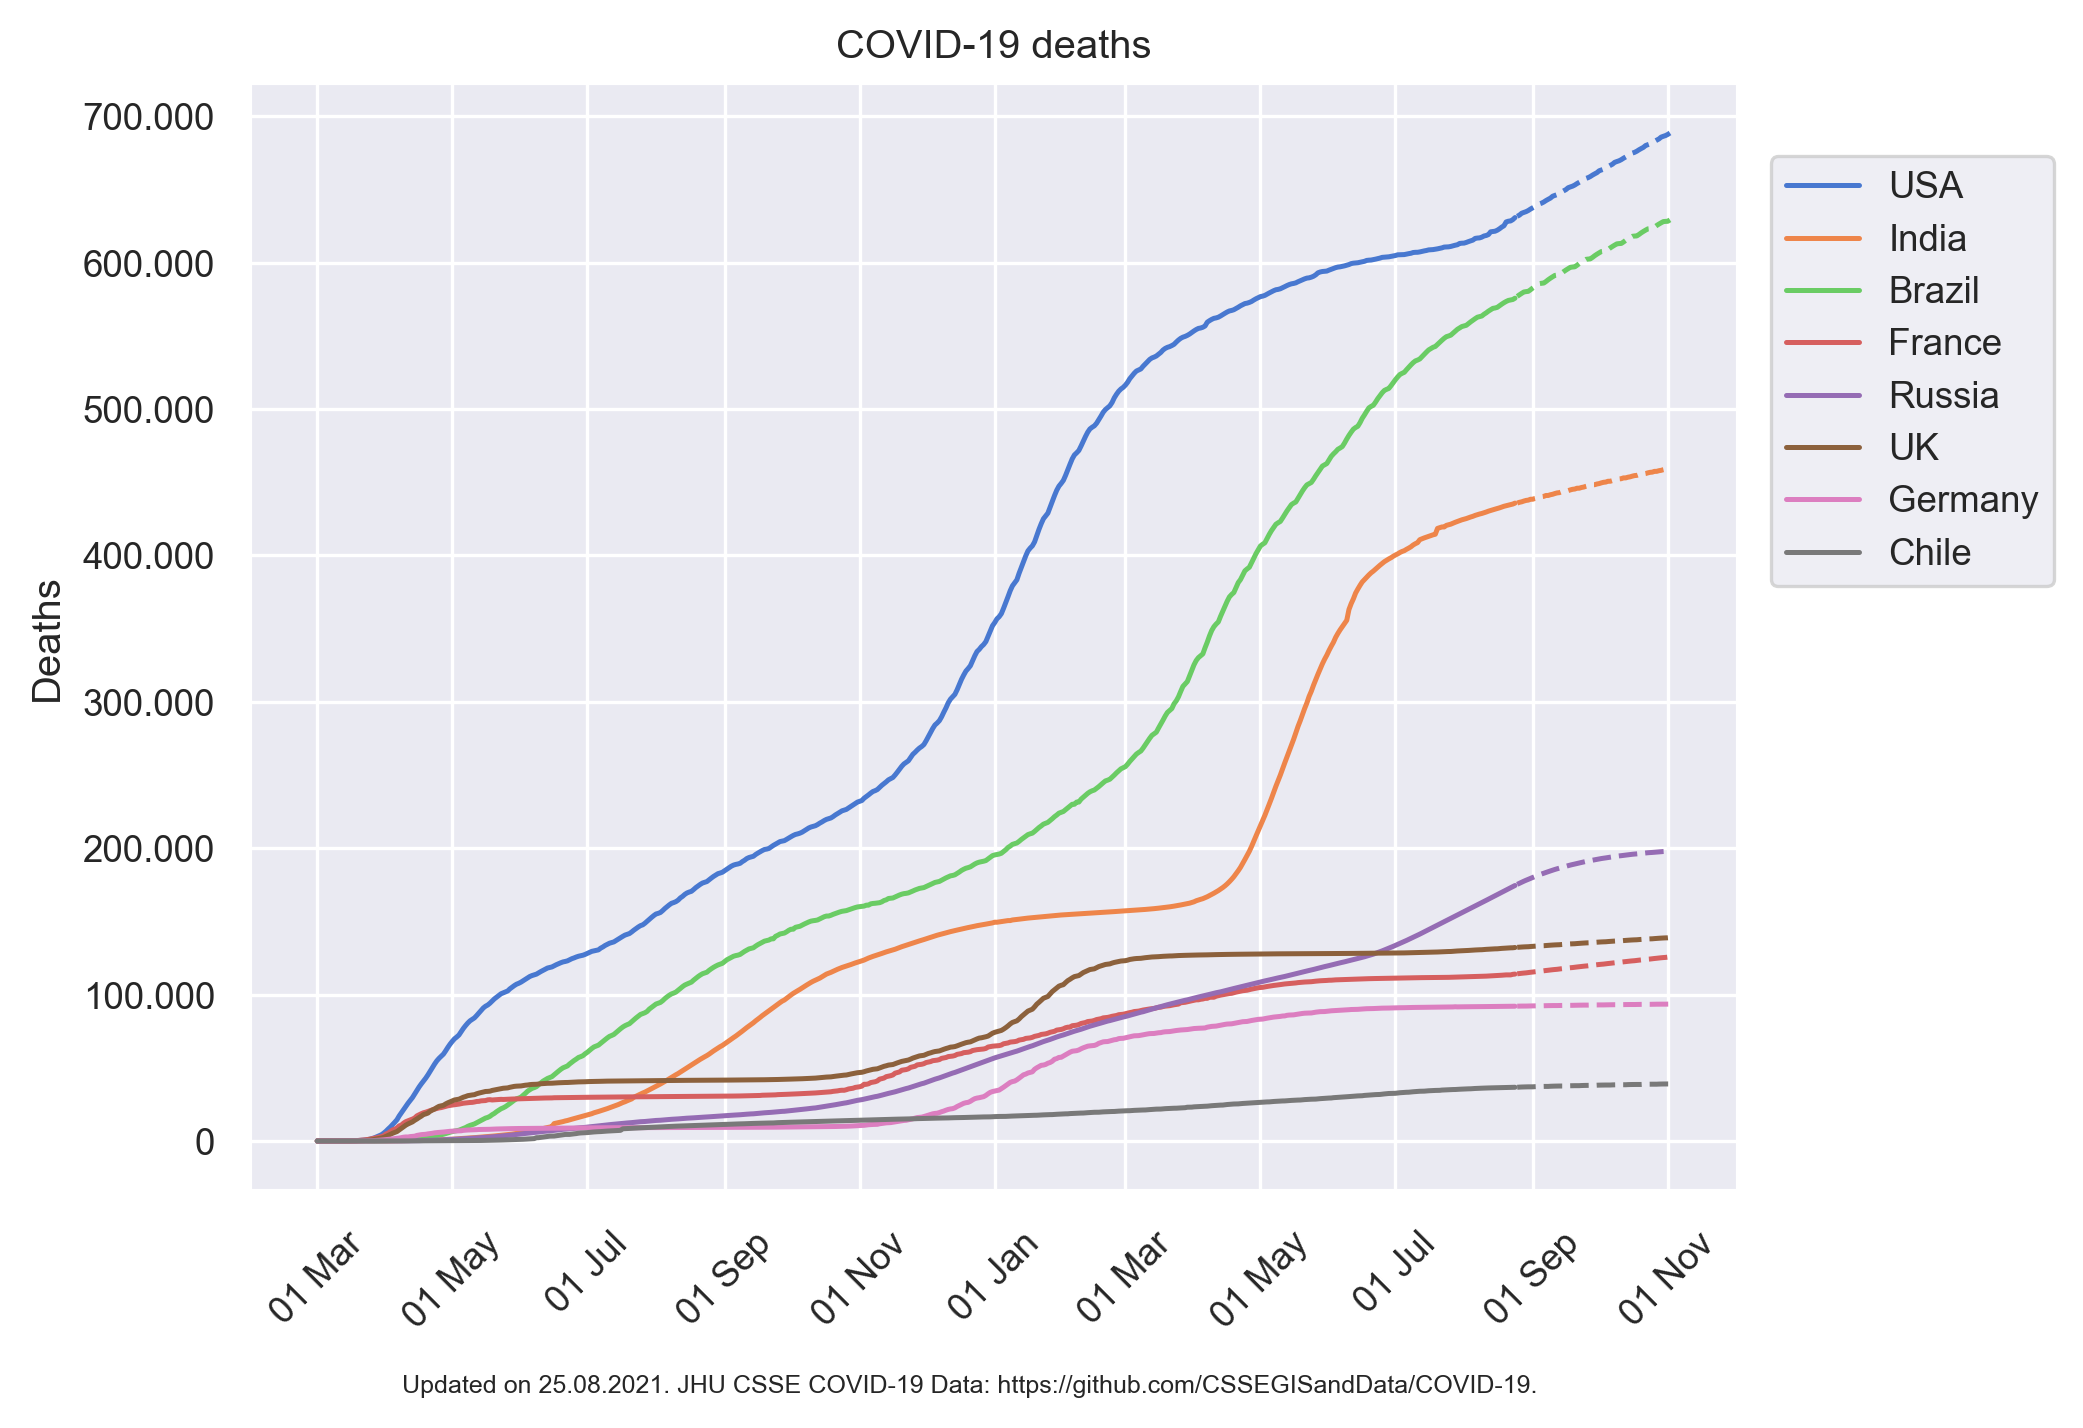 COVID-19 deaths
700.000
600.000
500.000
400.000
300.000
200.000
100.000
0
Deaths
01 Mar
01 May
01 Jul
01 Sep
01 Nov
01 Jan
01 Mar
01 May
01 Jul
01 Sep
01 Nov
USA
India
Brazil
France
Russia
UK
Germany
Chile
Updated on 25.08.2021. JHU CSSE COVID-19 Data: https://github.com/CSSEGISandData/COVID-19.